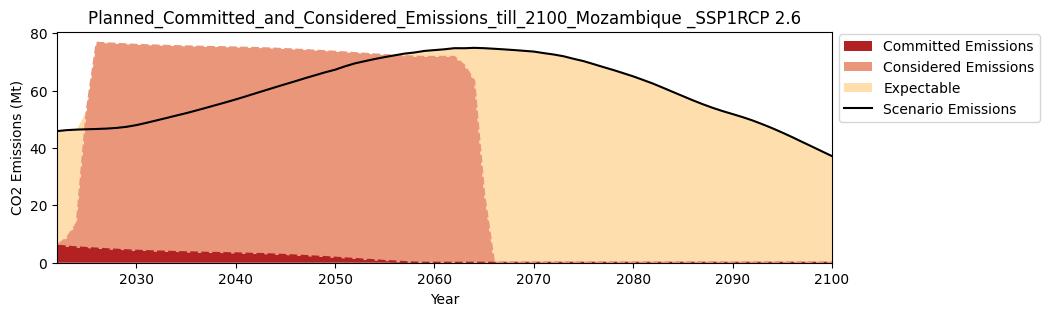 Planned_Committed_and_Considered_Emissions_till_2100_Mozambique _SSP1RCP 2.6
80
60
40
20
0
CO2 Emissions (Mt)
2030 2040 2050 2060 2070 2080 2090 2100
Year
Committed Emissions
Considered Emissions
Expectable
Scenario Emissions